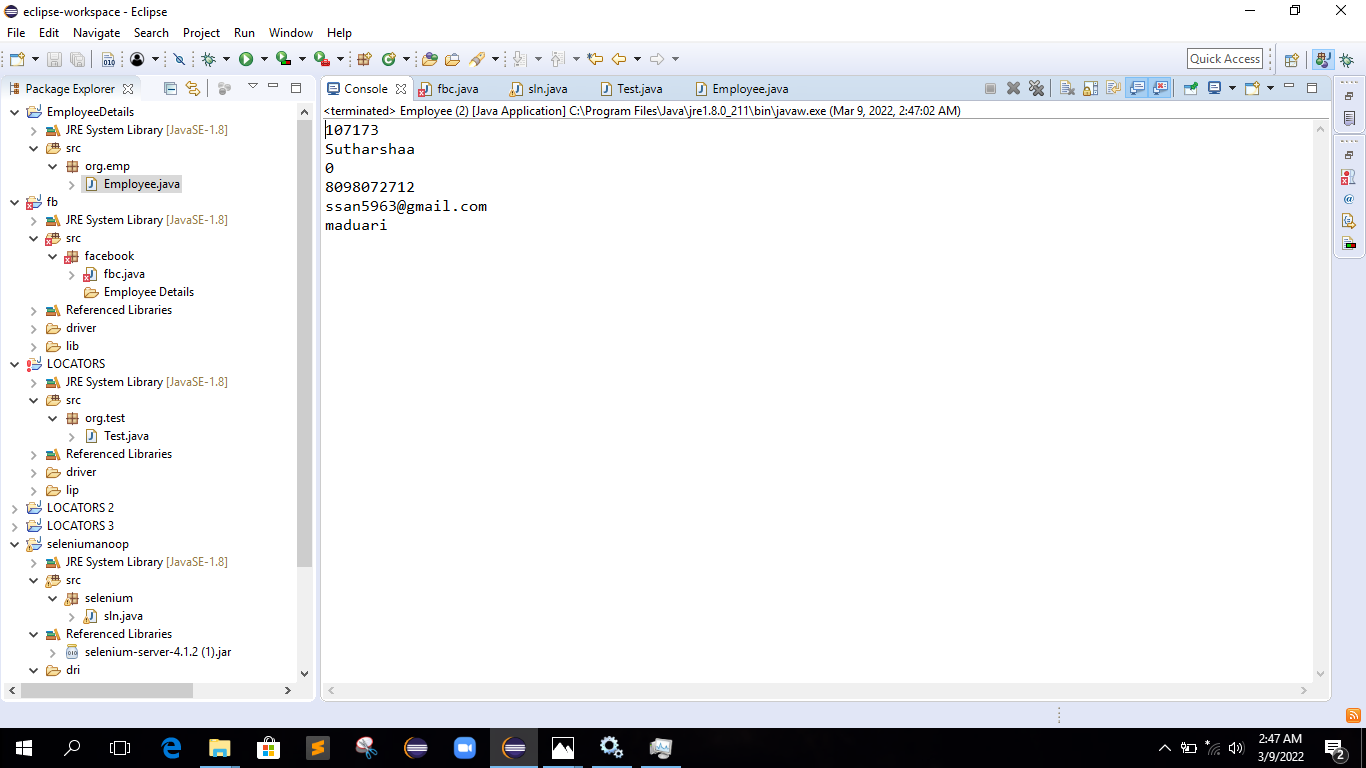 eclipse-workspace - Eclipse
File Edit Navigate Search Project Run Window Help
Quick Access
Package Explorer
Console fbc.java sln.java Test.java Employee.java
<terminated> Employee (2) [Java Application] C:\Program Files\Java\jre1.8.0_211\bin\javaw.exe (Mar 9, 2022, 2:47:02 AM)
107173
Sutharshaa
0
8098072712
ssan5963@gmail.com
maduari
EmployeeDetails
JRE System Library [JavaSE-1.8]
src
org.emp
Employee.java
fb
JRE System Library [JavaSE-1.8]
src
facebook
fbc.java
Employee Details
Referenced Libraries
driver
lib
LOCATORS
JRE System Library [JavaSE-1.8]
src
org.test
Test.java
Referenced Libraries
driver
lip
LOCATORS 2
LOCATORS 3
seleniumanoop
JRE System Library [JavaSE-1.8]
src
selenium
sln.java
Referenced Libraries
selenium-server-4.1.2 (1).jar
dri
2:47 AM
3/9/2022
2